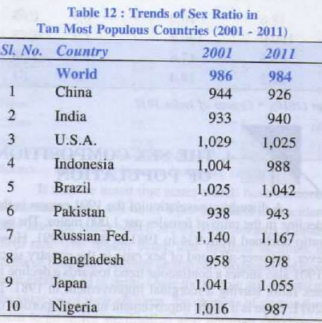 Table 12 : Trends of Sex Ratio in
Tan Most Populous Countries (2001 - 2011)
Sl. No. Country 2001 2011
World 986 984
1 China 944 926
2 India 933 940
3 U.S.A. 1,029 1,025
4 Indonesia 1,004 988
5 Brazil 1,025 1,042
6 Pakistan 938 943
7 Russian Fed. 1,140 1,167
8 Bangladesh 958 978
9 Japan 1,041 1,055
10 Nigeria 1,016 987